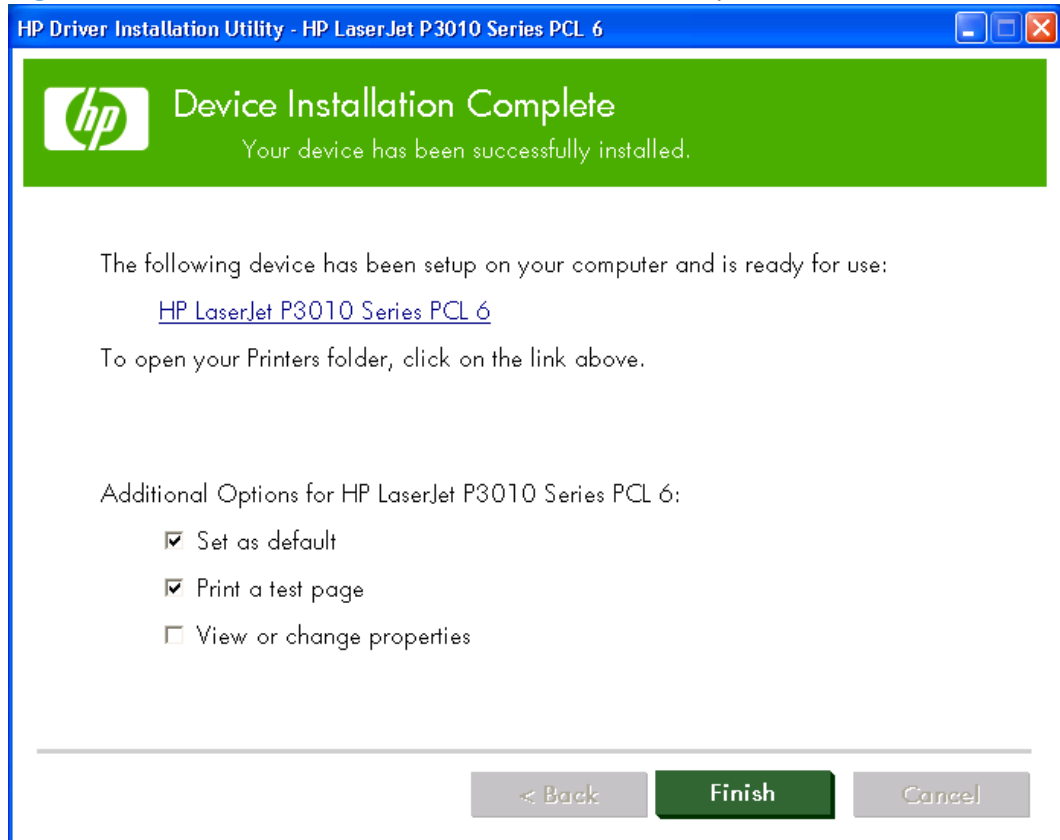 HP Driver Installation Utility - HP LaserJet P3010 Series PCL 6
hp
Device Installation Complete
Your device has been successfully installed.
The following device has been setup on your computer and is ready for use:
HP LaserJet P3010 Series PCL 6
To open your Printers folder, click on the link above.
Additional Options for HP LaserJet P3010 Series PCL 6:
Set as default
Print a test page
View or change properties
< Back Finish Cancel